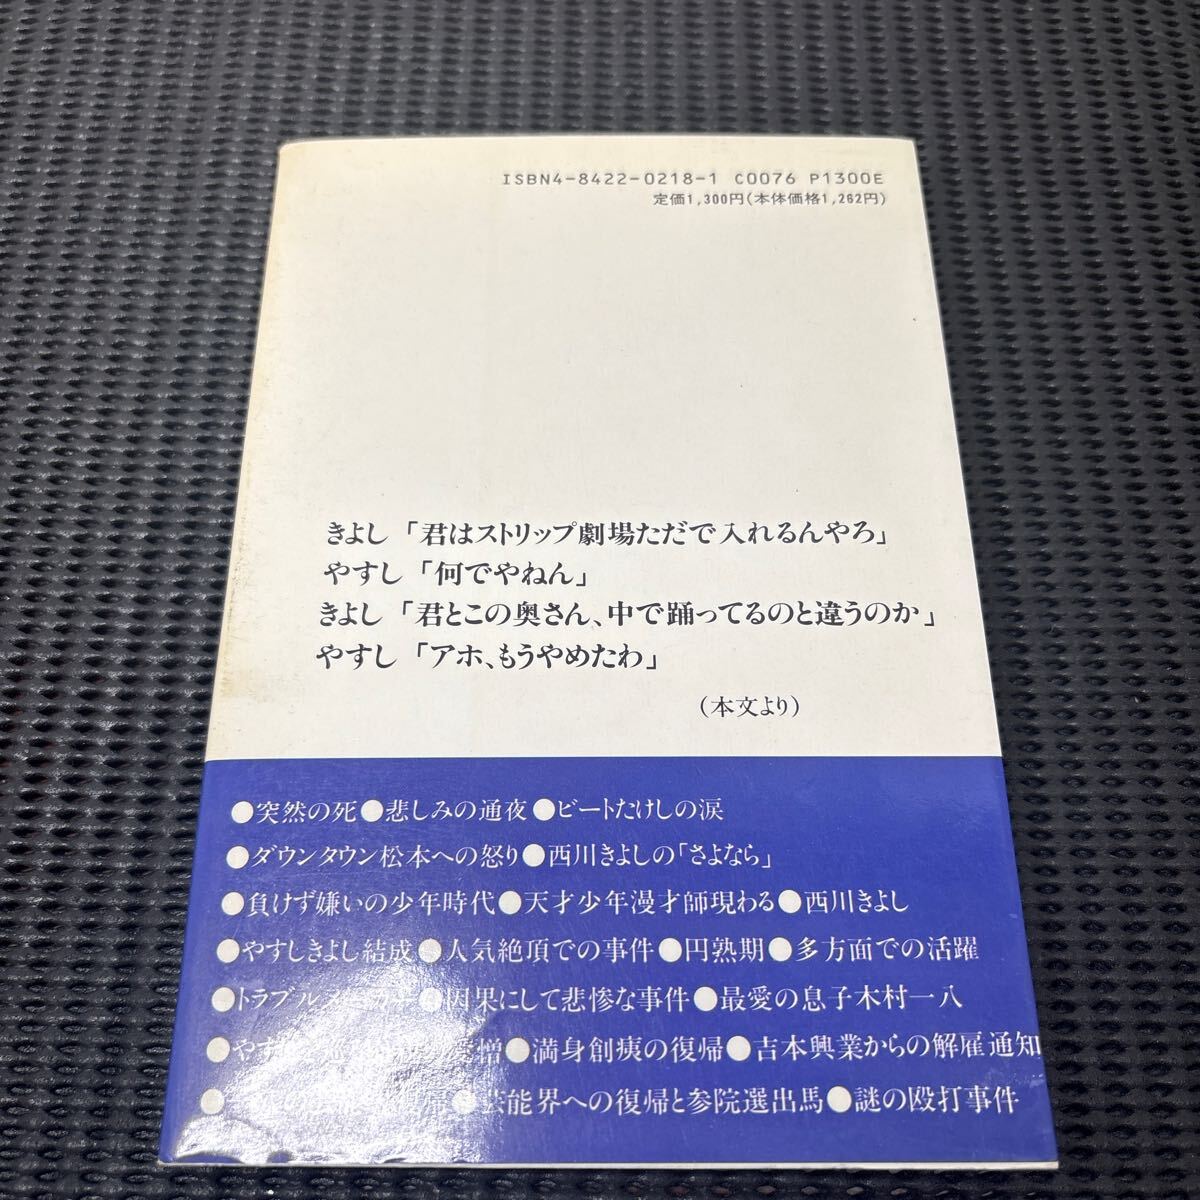 ISBN4-8422-0218-1 C0076 P1300E
定価1,300円(本体価格1,262円)
きよし「君はストリップ劇場ただで入れるんやろ」
やすし「何でやねん」
きよし「君とこの奥さん、中で踊ってるのと違うのか」
やすし「アホ、もうやめたわ」
(本文より)
●突然の死●悲しみの通夜●ビートたけしの涙
●ダウンタウン松本への怒り●西川きよしの「さよなら」
●負けず嫌いの少年時代●天才少年漫才師現わる●西川きよし
●やすしきよし結成●人気絶頂での事件●円熟期●多方面での活躍
●トラブルメーカー●因果にして悲惨な事件●最愛の息子木村一八
●やす 憎●満身創痍の復帰●吉本興業からの解雇通知
● ●芸能界への復帰と参院選出馬●謎の殴打事件